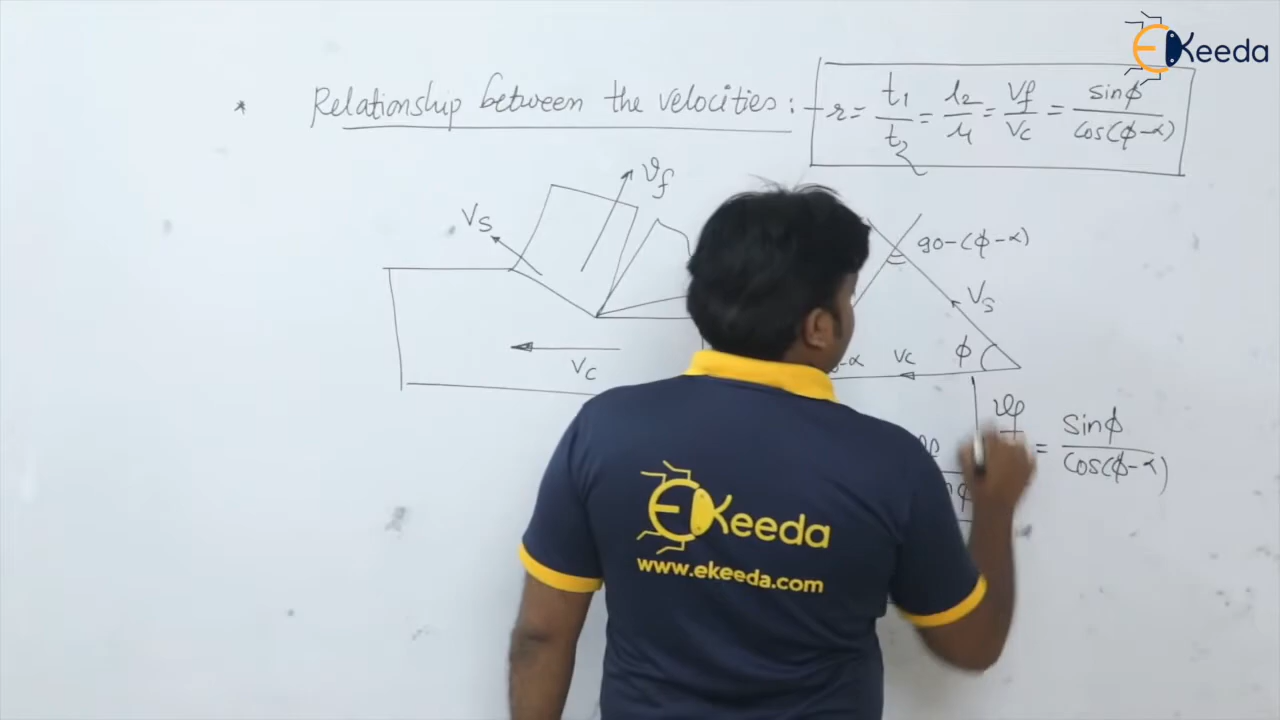 EKeeda
* Relationship between the velocities :- r = t1/t2 = l2/l1 = Vf/Vc = sinϕ/cos(ϕ-α)
Vf
Vs
90-(ϕ-α)
Vs
Vc
-α Vc ϕ
= sinϕ/cos(ϕ-α)
EKeeda
www.ekeeda.com